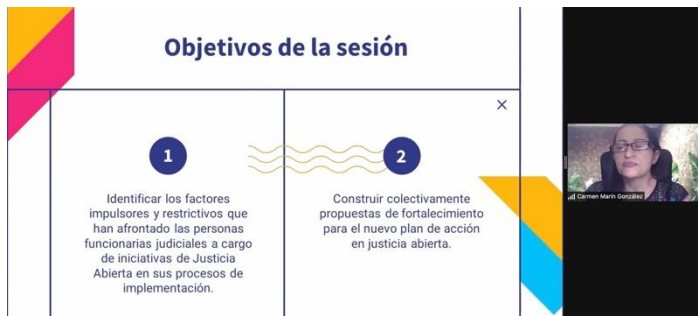 Objetivos de la sesión
1
Identificar los factores
impulsores y restrictivos que
han afrontado las personas
funcionarias judiciales a cargo
de iniciativas de Justicia
Abierta en sus procesos de
implementación.
2
Construir colectivamente
propuestas de fortalecimiento
para el nuevo plan de acción
en justicia abierta.
Carmen Marín González